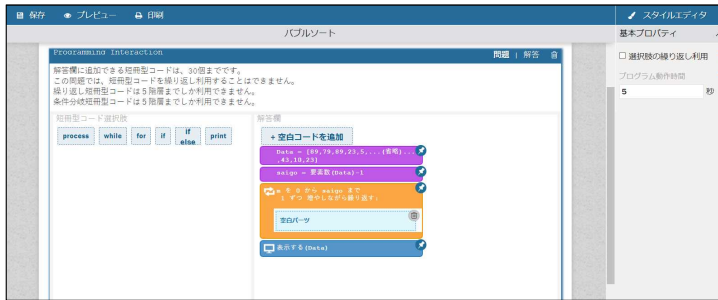 保存 プレビュー 印刷 スタイルエディタ
バブルソート 基本プロパティ
Programming Interaction 問題 | 解答
解答欄に追加できる短冊型コードは、30個までです。
この問題では、短冊型コードを繰り返し利用することはできません。
繰り返し短冊型コードは5階層までしか利用できません。
条件分岐短冊型コードは5階層までしか利用できません。
短冊型コード選択肢
process while for if if else print
解答欄
+ 空白コードを追加
Data = [89,79,89,23,5,...(省略)...
,43,10,23]
saigo = 要素数(Data)-1
m を 0 から saigo まで
1 ずつ 増やしながら繰り返す:
空白パーツ
表示する(Data)
選択肢の繰り返し利用
プログラム動作時間
5 秒